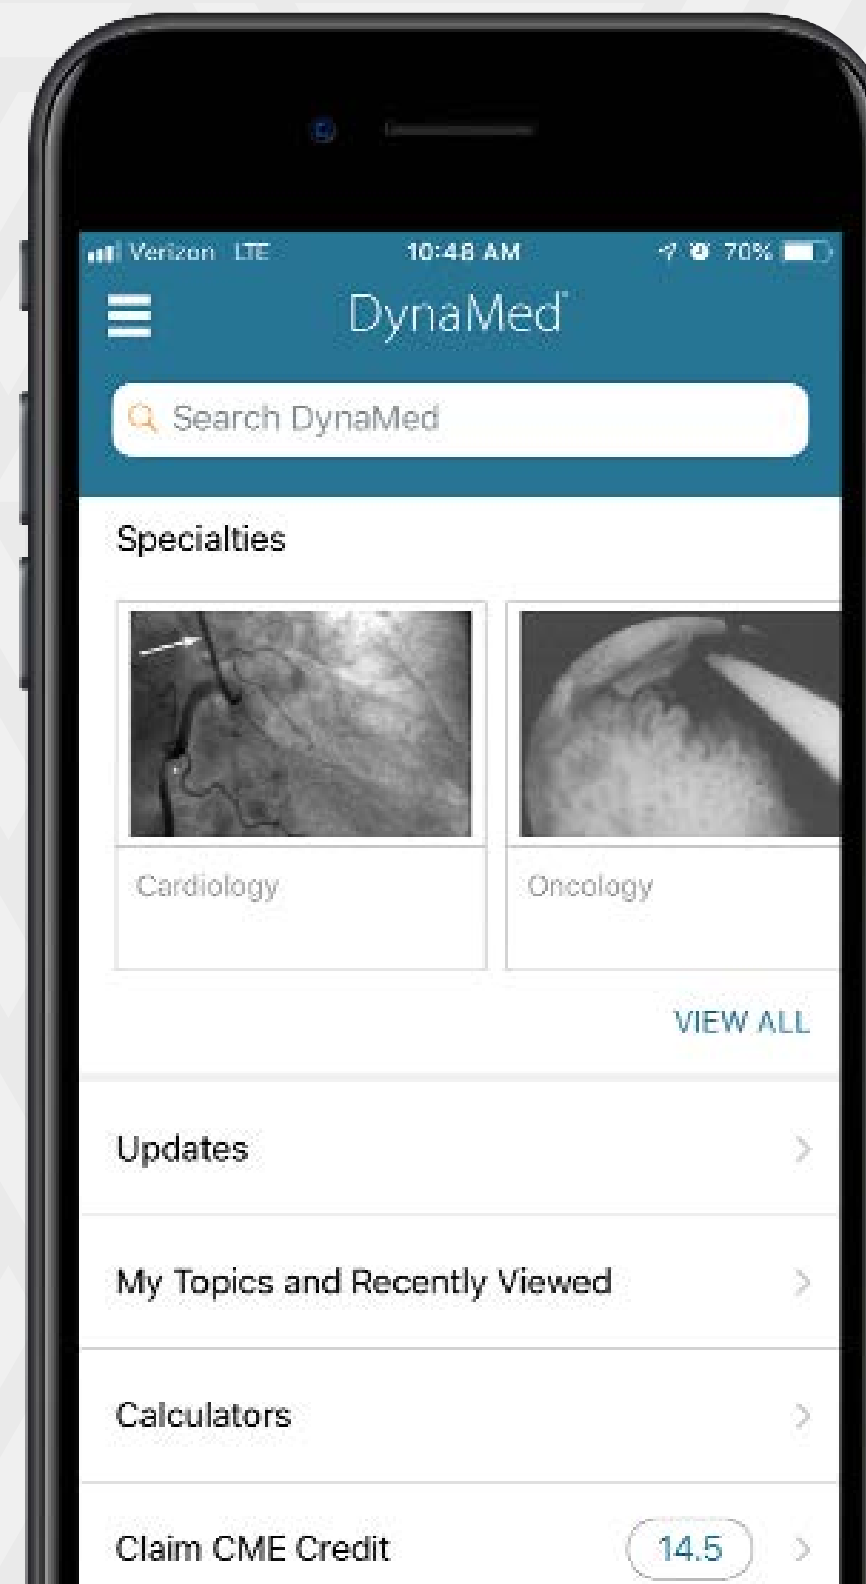 Verizon LTE 10:48 AM 70%
DynaMed
Search DynaMed
Specialties
Cardiology
Oncology
VIEW ALL
Updates
My Topics and Recently Viewed
Calculators
Claim CME Credit 14.5